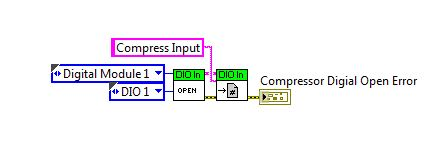 Compress Input
Digital Module 1
DIO In
DIO In
Compressor Digial Open Error
DIO 1
OPEN